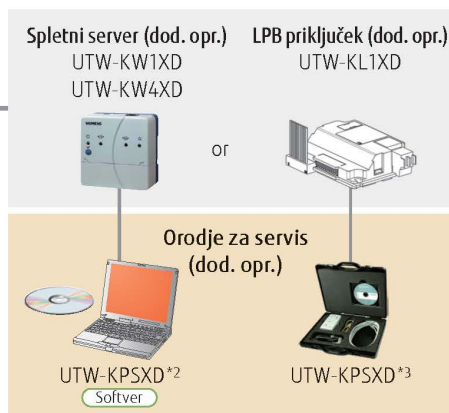 Spletni server (dod. opr.)
UTW-KW1XD
UTW-KW4XD
LPB priključek (dod. opr.)
UTW-KL1XD
SIEMENS
or
Orodje za servis
(dod. opr.)
UTW-KPSXD*2
Softver
UTW-KPSXD*3